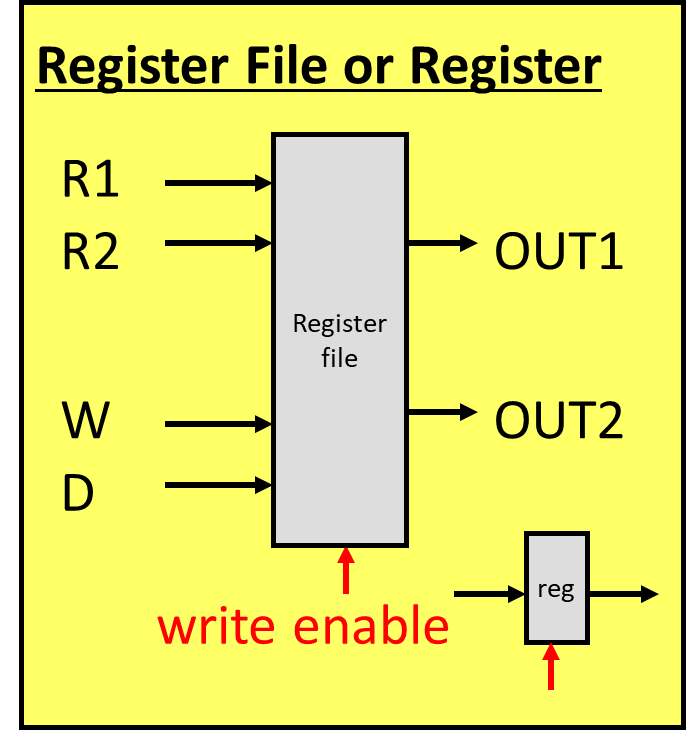 Register File or Register
R1
R2
OUT1
Register
file
W
OUT2
D
reg
write enable